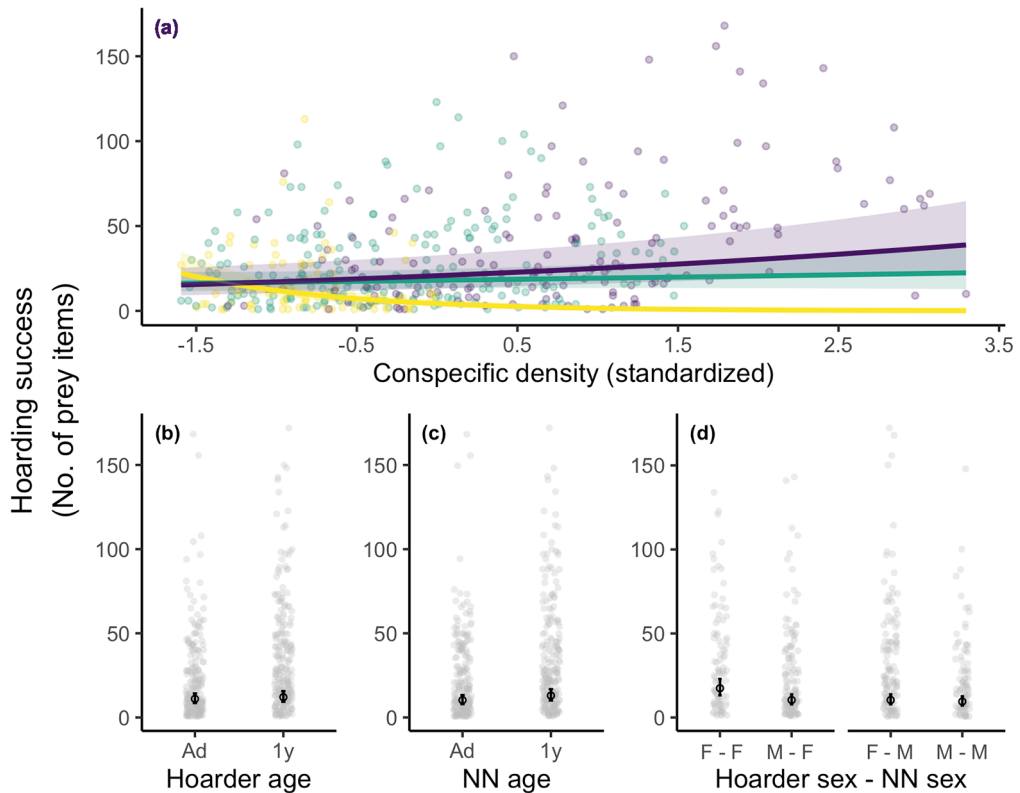 (a)
150
100
50
0
-1.5 -0.5 0.5 1.5 2.5 3.5
Conspecific density (standardized)
Hoarding success
(No. of prey items)
(b) (c) (d)
150 150 150
100 100 100
50 50 50
0 0 0
Ad 1y Ad 1y F - F M - F F - M M - M
Hoarder age NN age Hoarder sex - NN sex